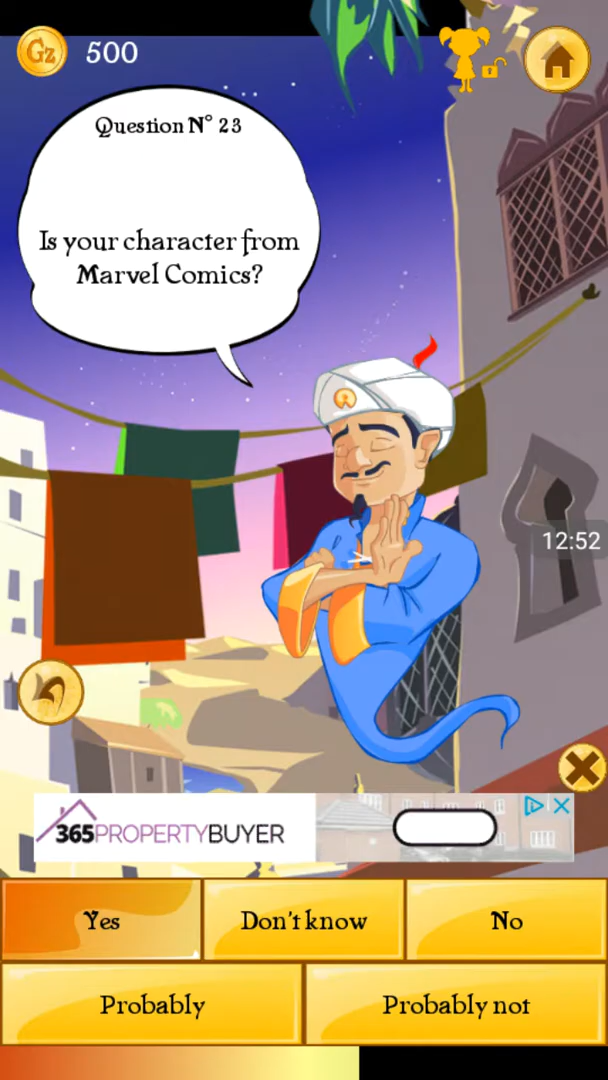 Gz 500
Question N° 23
Is your character from
Marvel Comics?
12:52
365PROPERTYBUYER
Yes
Don't know
No
Probably
Probably not